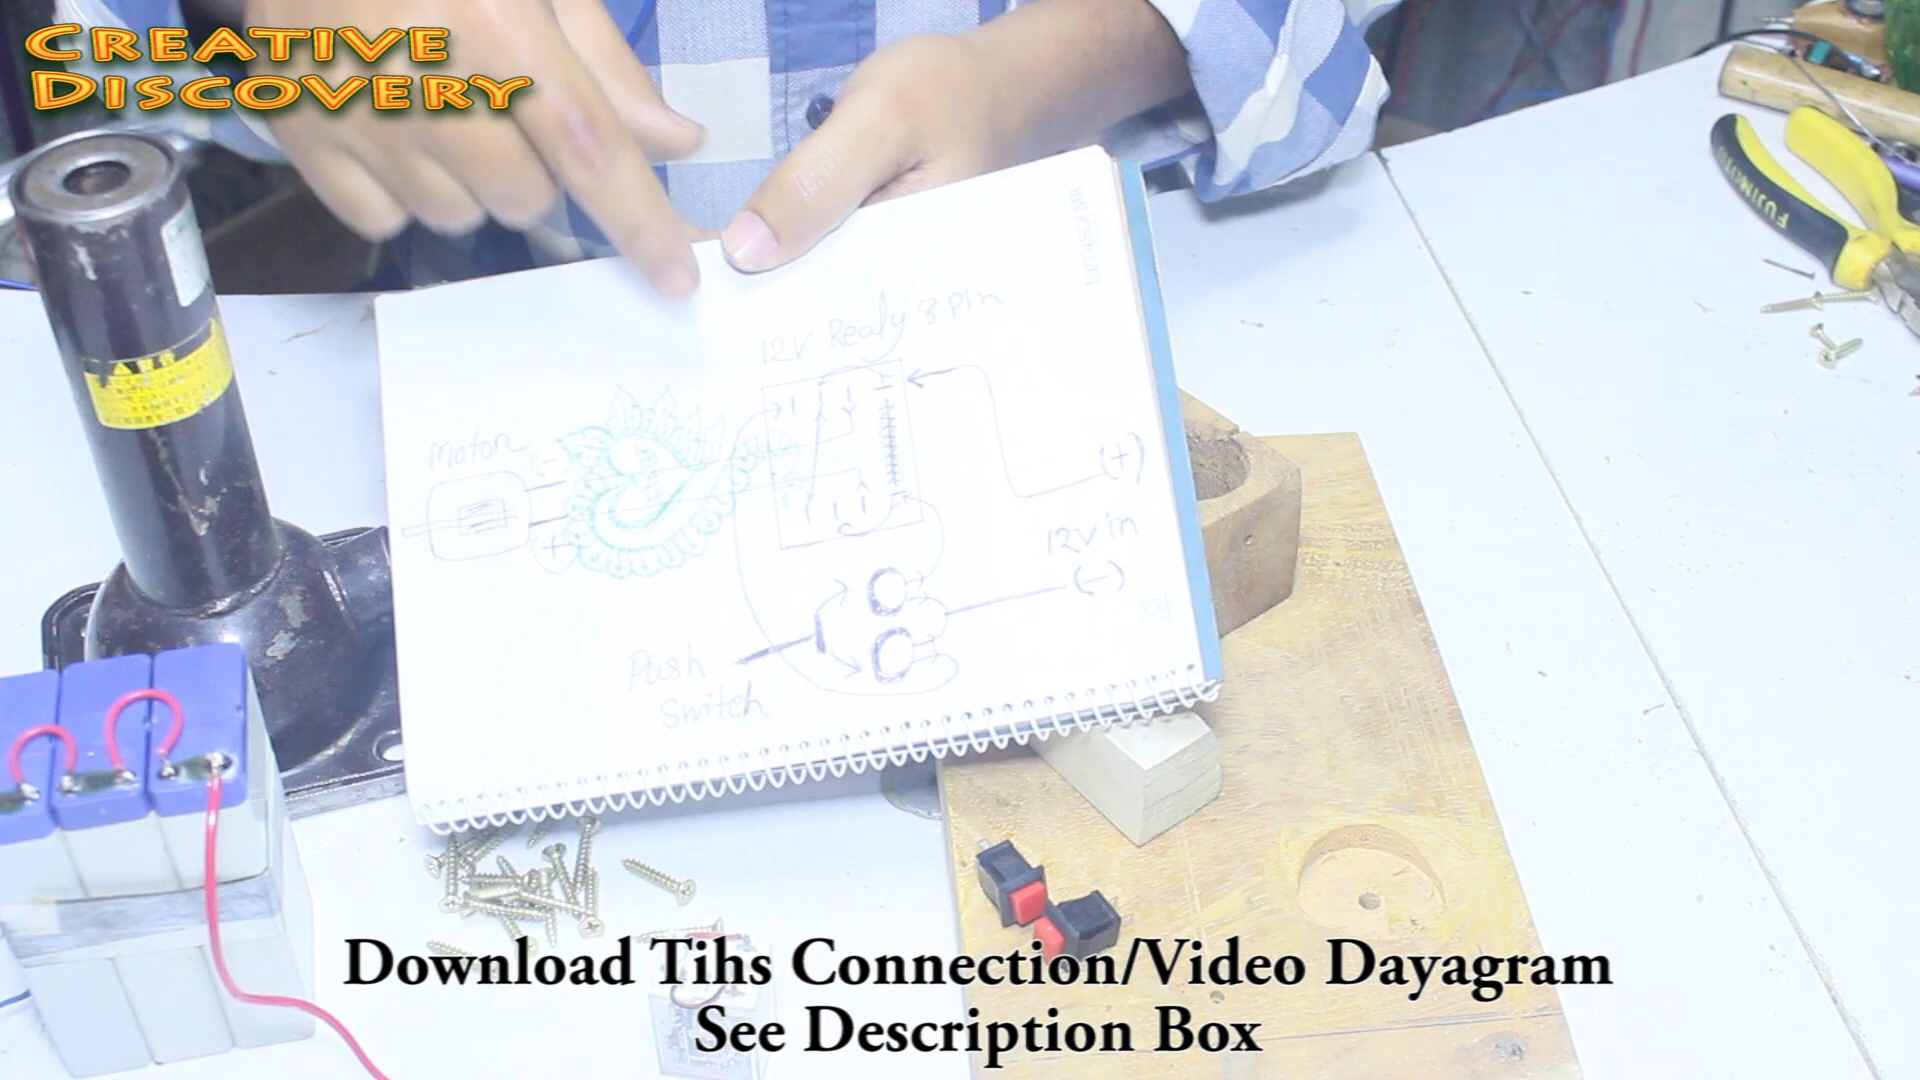 CREATIVE
DISCOVERY
FUJIMOTO
12V Realy 8 pin
Motor
(-)
(+)
+
12V in
(-)
Push
Switch
Download Tihs Connection/Video Dayagram
See Description Box